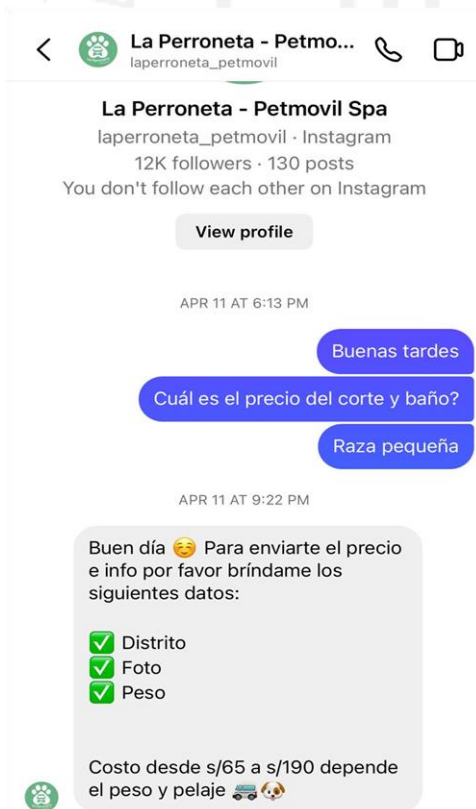 La Perroneta - Petmo...
laperroneta_petmovil
La Perroneta - Petmovil Spa
laperroneta_petmovil · Instagram
12K followers · 130 posts
You don't follow each other on Instagram
View profile
APR 11 AT 6:13 PM
Buenas tardes
Cuál es el precio del corte y baño?
Raza pequeña
APR 11 AT 9:22 PM
Buen día ☺️ Para enviarte el precio
e info por favor bríndame los
siguientes datos:
✅ Distrito
✅ Foto
✅ Peso
Costo desde s/65 a s/190 depende
el peso y pelaje 🚐🐶